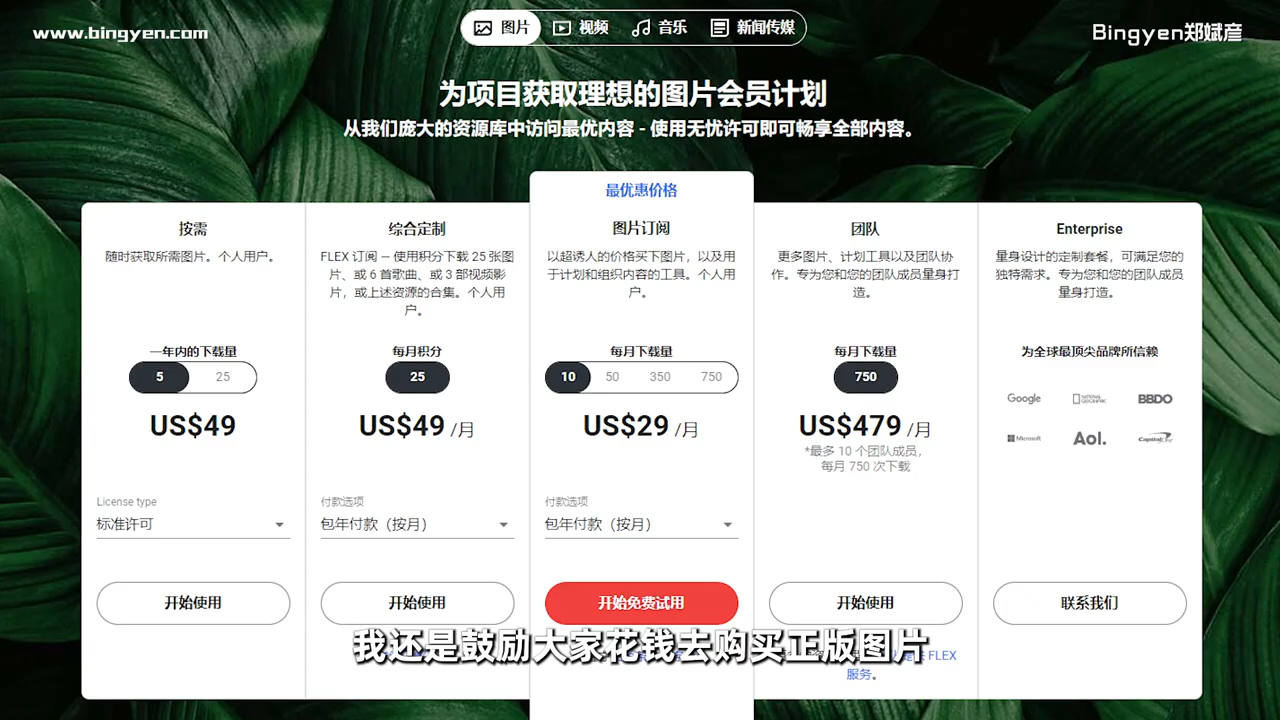 www.bingyen.com
图片
视频
音乐
新闻传媒
Bingyen郑斌彦
为项目获取理想的图片会员计划
从我们庞大的资源库中访问最优内容 - 使用无忧许可即可畅享全部内容。
按需
随时获取所需图片。个人用户。
一年内的下载量
5
25
US$49
License type
标准许可
开始使用
综合定制
FLEX 订阅 — 使用积分下载 25 张图
片、或 6 首歌曲、或 3 部视频影
片，或上述资源的合集。个人用
户。
每月积分
25
US$49 /月
付款选项
包年付款（按月）
开始使用
最优惠价格
图片订阅
以超诱人的价格买下图片，以及用
于计划和组织内容的工具。个人用
户。
每月下载量
10
50
350
750
US$29 /月
付款选项
包年付款（按月）
开始免费试用
团队
更多图片、计划工具以及团队协
作。专为您和您的团队成员量身打
造。
每月下载量
750
US$479 /月
*最多 10 个团队成员，
每月 750 次下载
开始使用
FLEX
服务。
Enterprise
量身设计的定制套餐，可满足您的
独特需求。专为您和您的团队成员
量身打造。
为全球最顶尖品牌所信赖
Google
NATIONAL GEOGRAPHIC
BBDO
Microsoft
Aol.
Capital One
联系我们
我还是鼓励大家花钱去购买正版图片